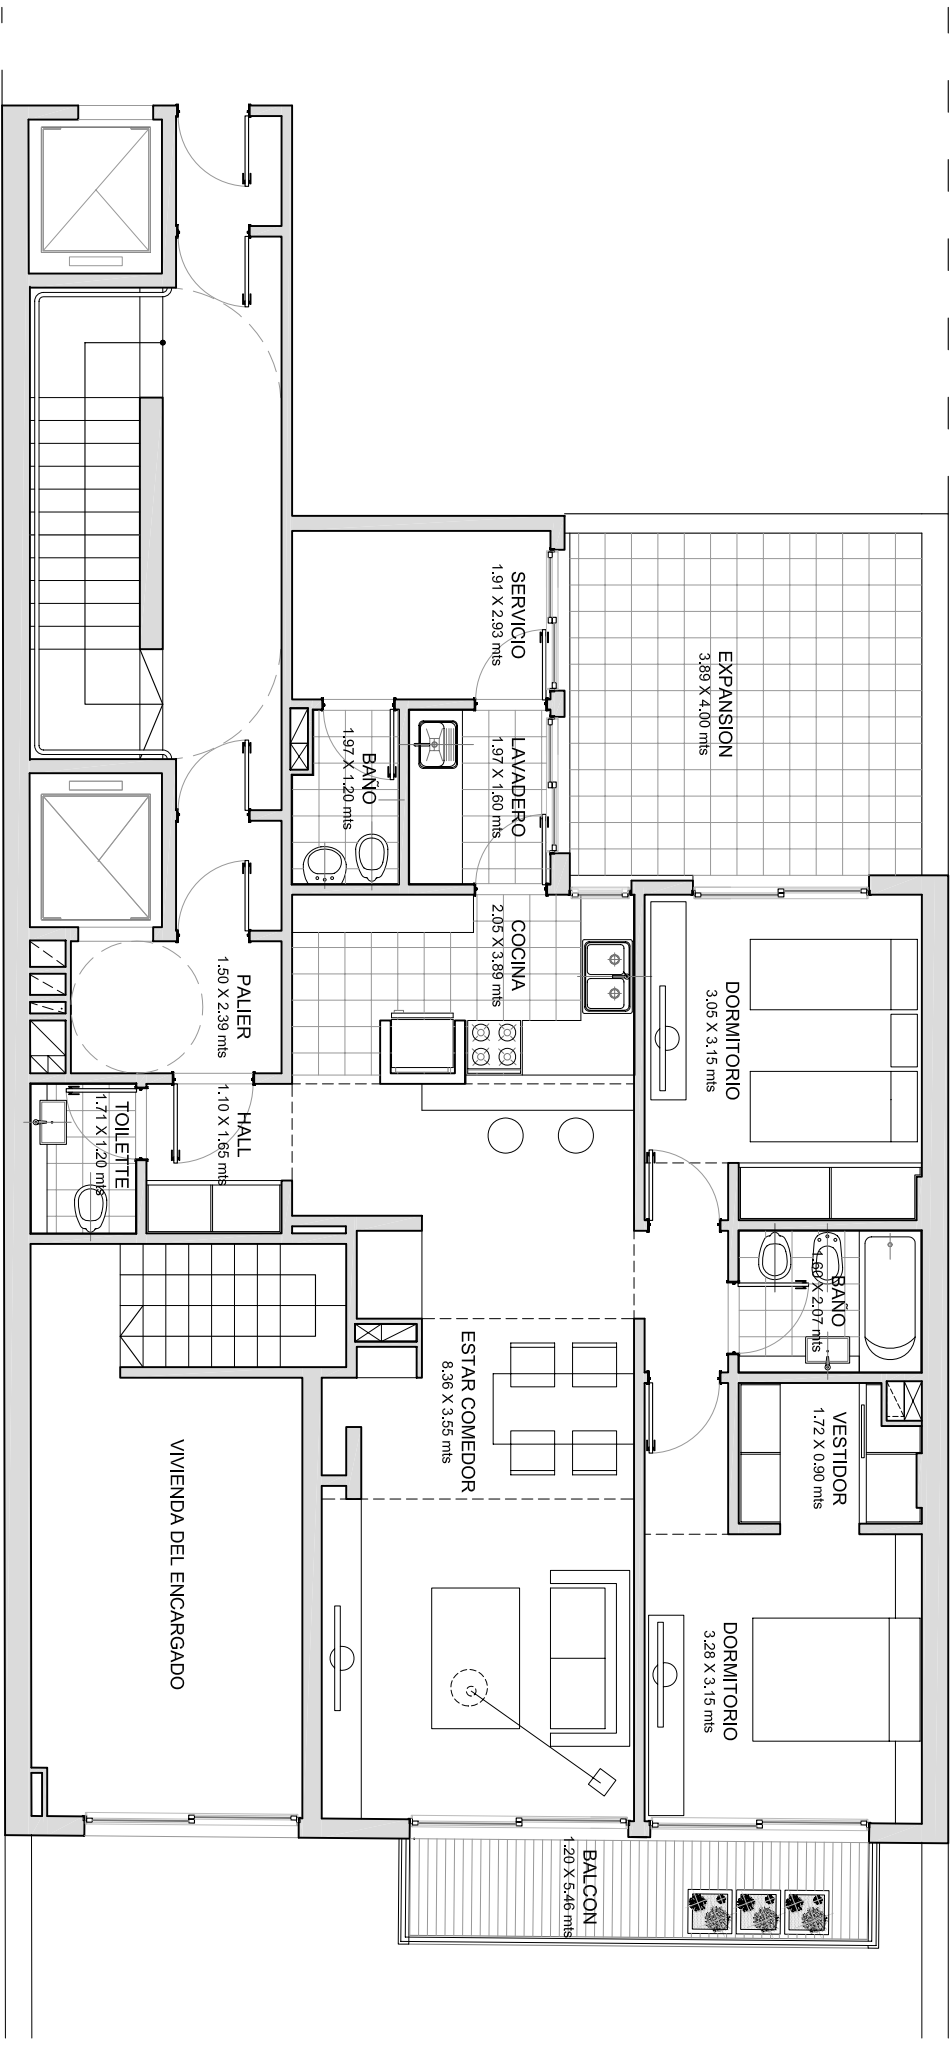 SERVICIO
1.91 X 2.93 mts
EXPANSION
3.89 X 4.00 mts
BAÑO
1.97 X 1.20 mts
LAVADERO
1.97 X 1.60 mts
COCINA
2.05 X 3.89 mts
PALIER
1.50 X 2.39 mts
DORMITORIO
3.05 X 3.15 mts
HALL
1.10 X 1.65 mts
TOILETTE
1.71 X 1.20 mts
BAÑO
1.60 X 2.07 mts
ESTAR COMEDOR
8.36 X 3.55 mts
VESTIDOR
1.72 X 0.90 mts
VIVIENDA DEL ENCARGADO
DORMITORIO
3.28 X 3.15 mts
BALCON
1.20 X 5.46 mts